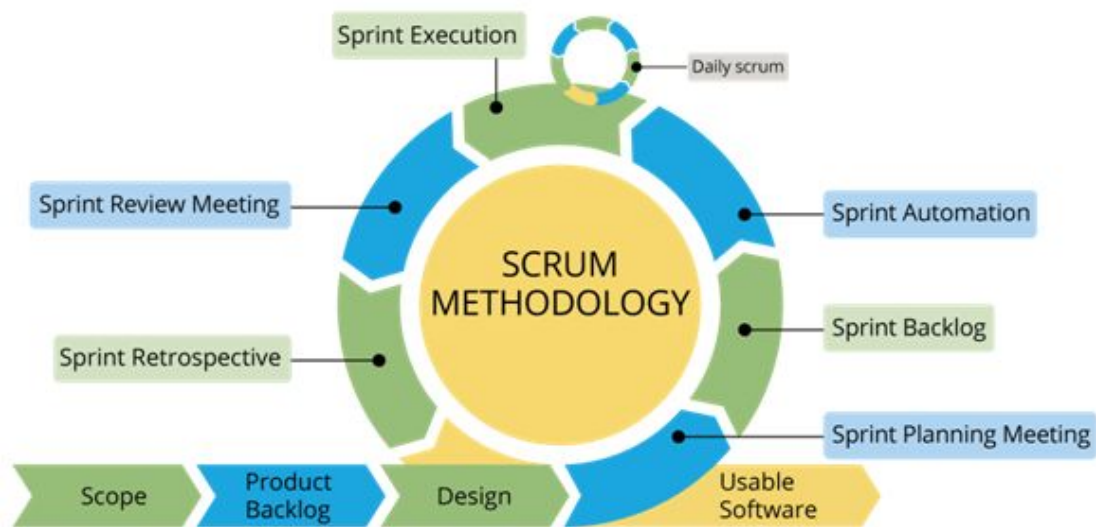 Sprint Execution
Daily scrum
Sprint Review Meeting
Sprint Automation
SCRUM
METHODOLOGY
Sprint Backlog
Sprint Retrospective
Sprint Planning Meeting
Scope
Product
Backlog
Design
Usable
Software